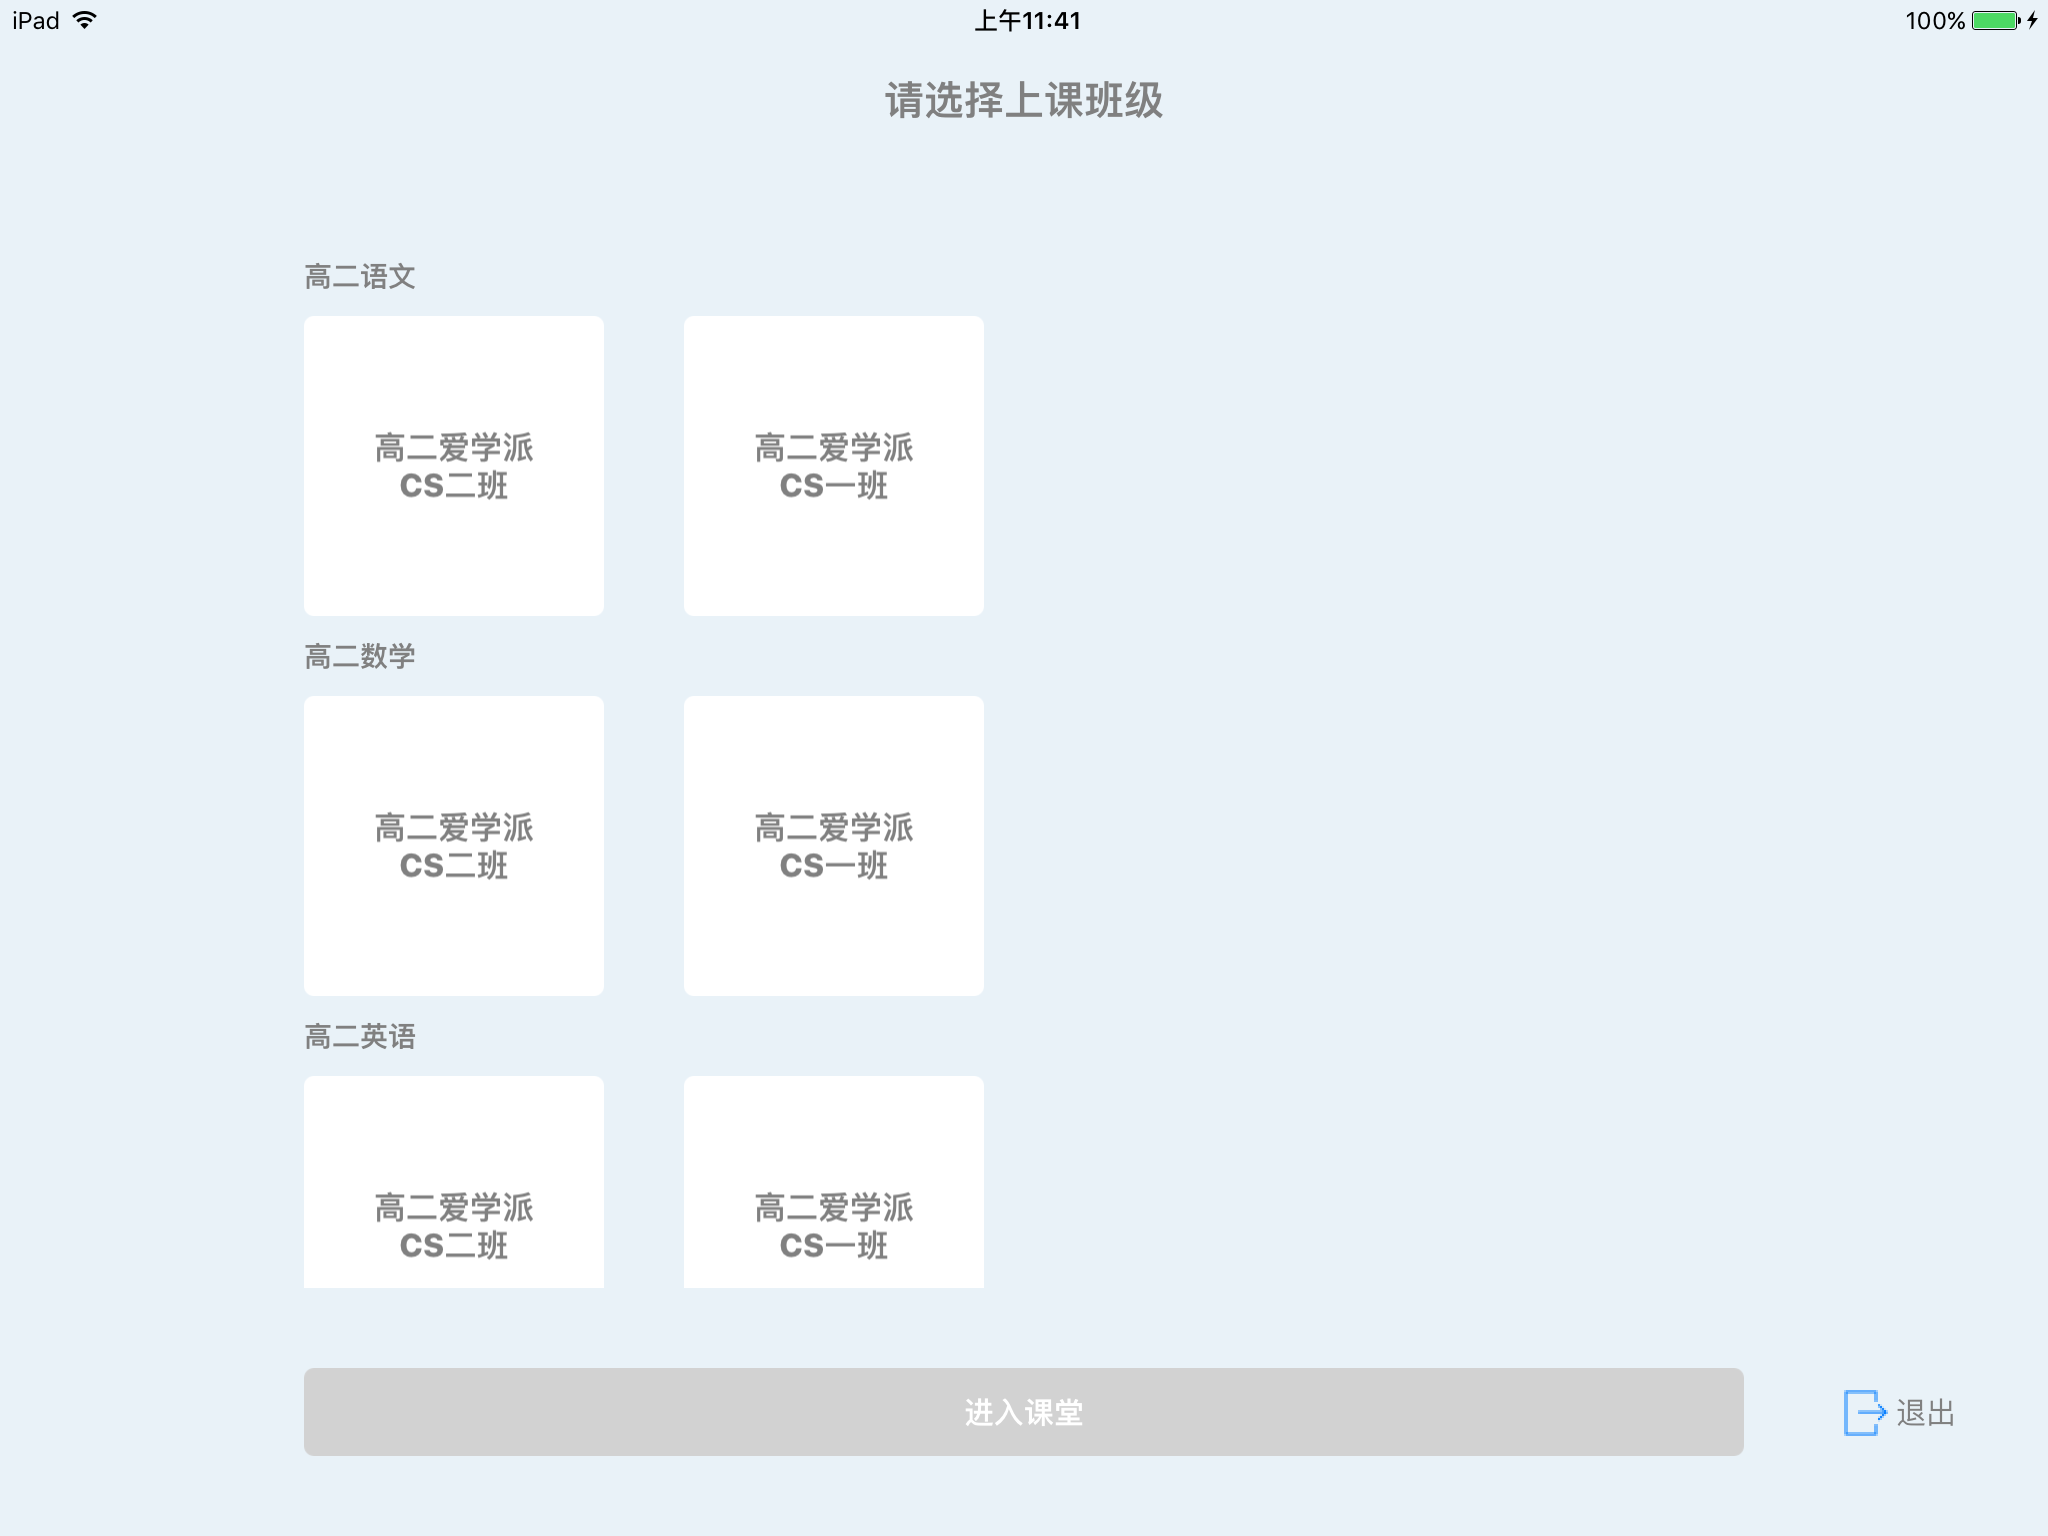 iPad
上午11:41
100%
请选择上课班级
高二语文
高二爱学派
CS二班
高二爱学派
CS一班
高二数学
高二爱学派
CS二班
高二爱学派
CS一班
高二英语
高二爱学派
CS二班
高二爱学派
CS一班
进入课堂
退出